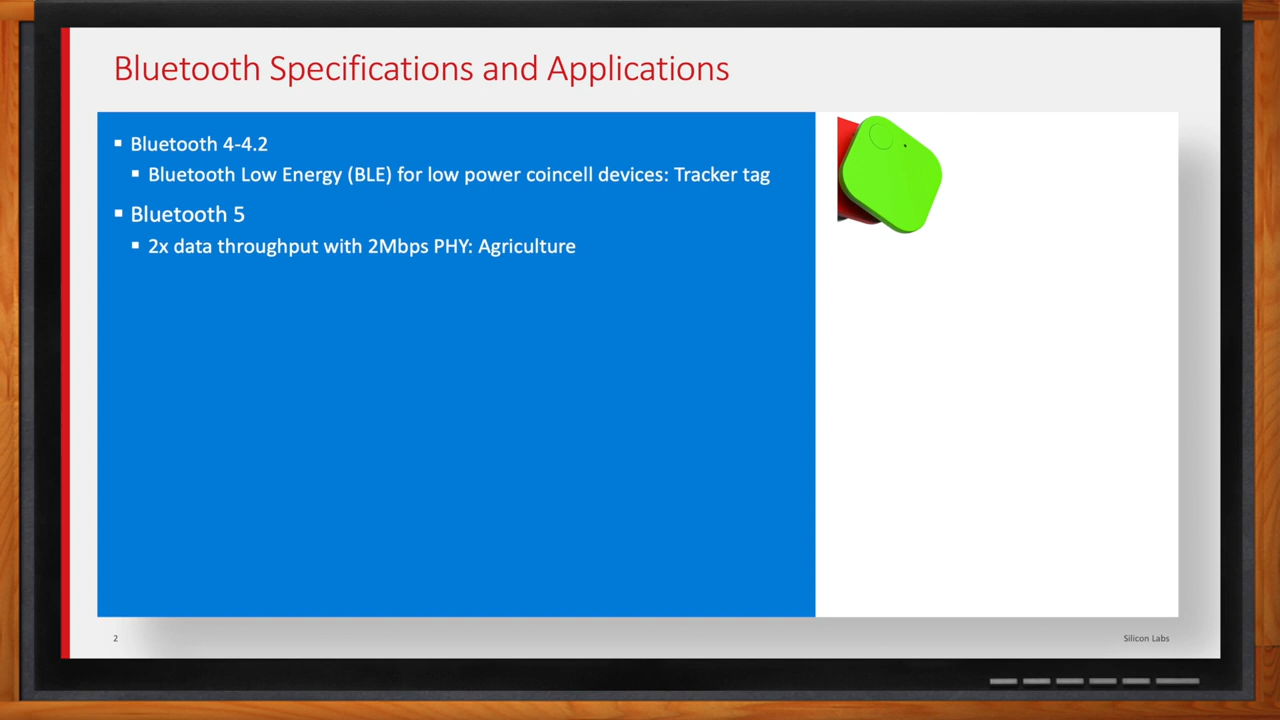 Bluetooth Specifications and Applications
▪ Bluetooth 4-4.2
▪ Bluetooth Low Energy (BLE) for low power coincell devices: Tracker tag
▪ Bluetooth 5
▪ 2x data throughput with 2Mbps PHY: Agriculture
2
Silicon Labs